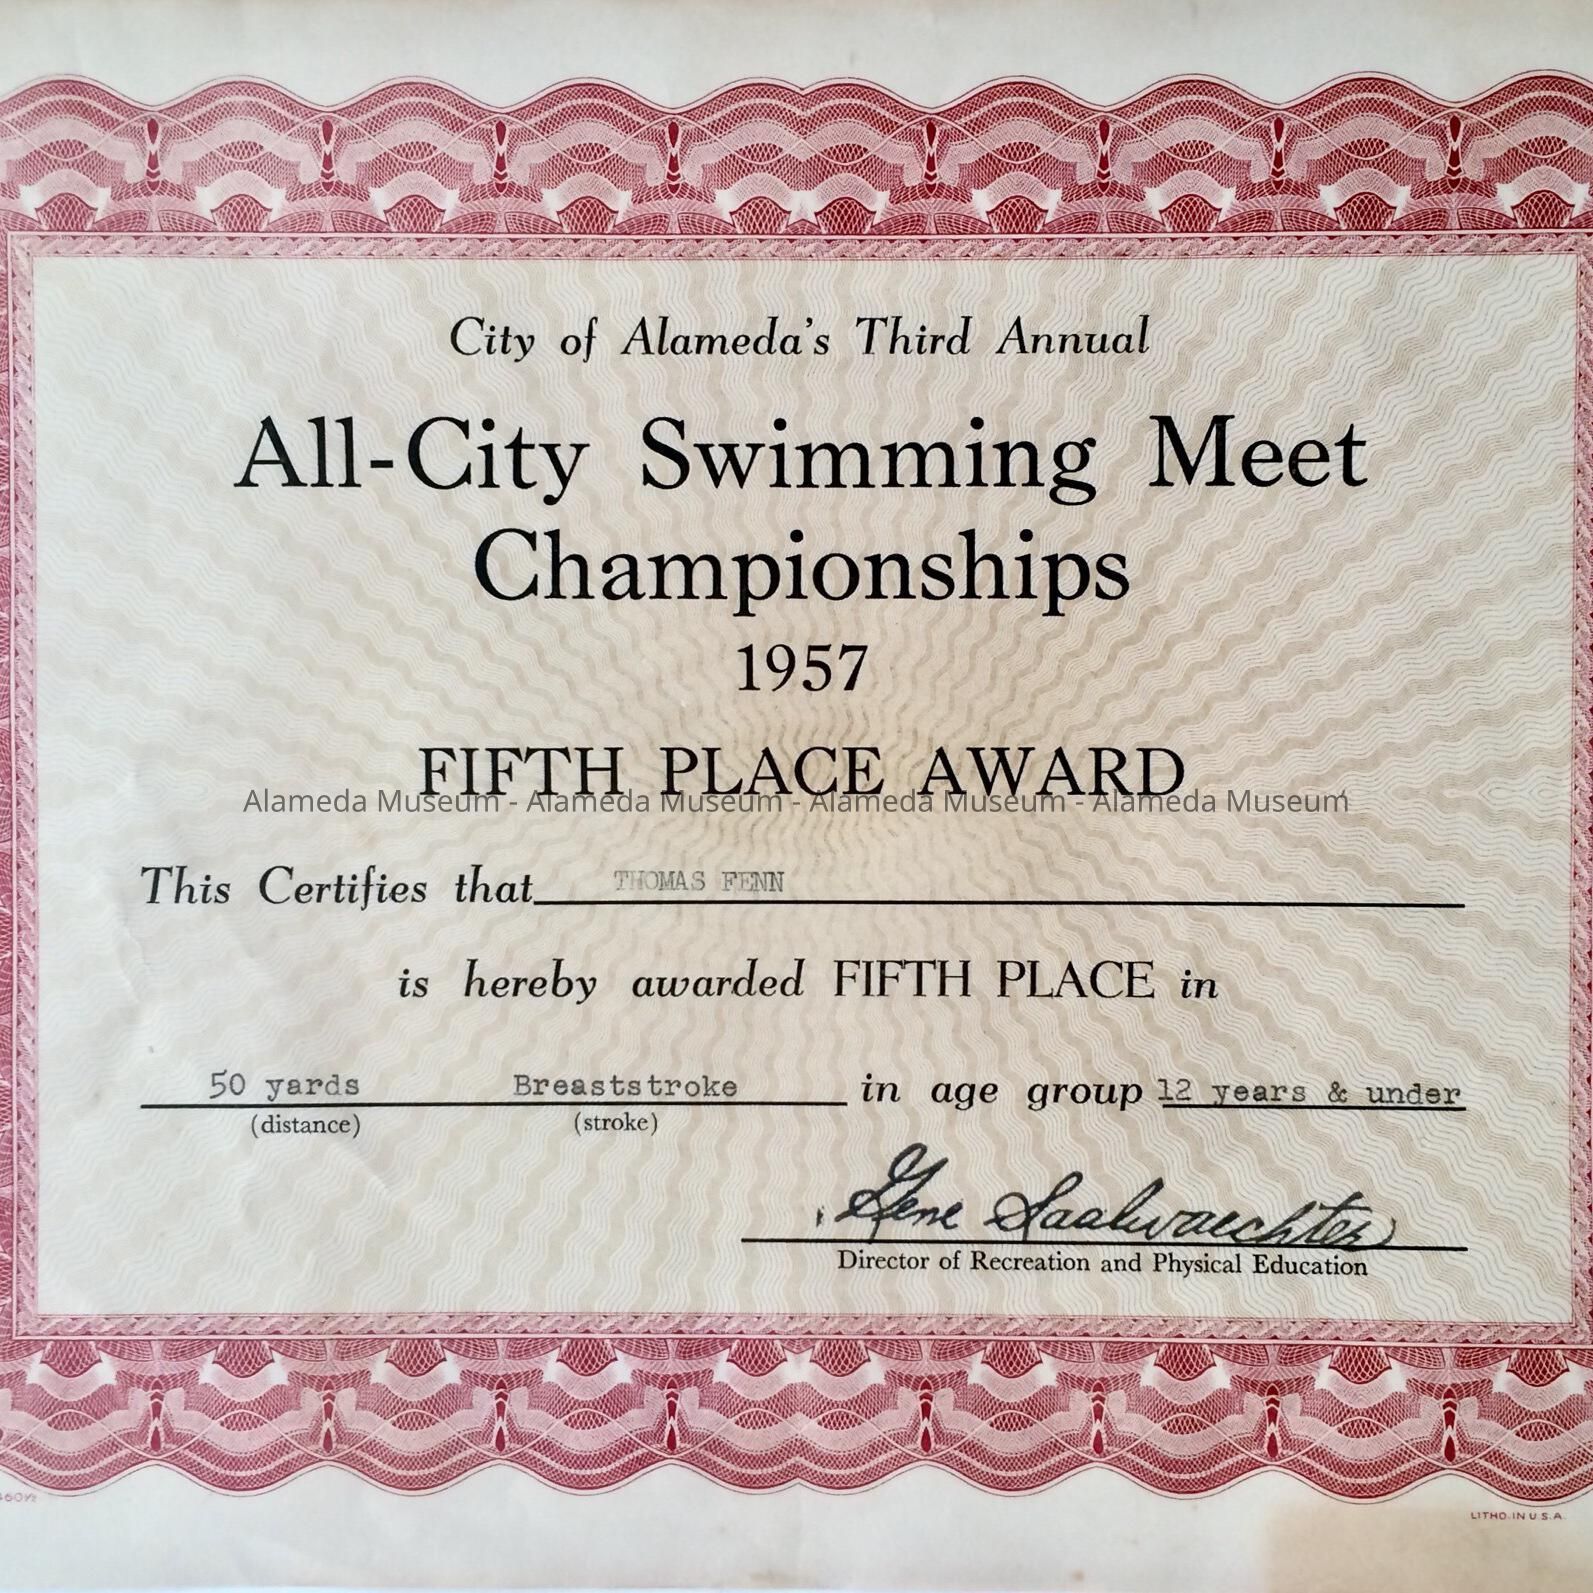 City of Alameda's Third Annual
All-City Swimming Meet
Championships
1957
FIFTH PLACE AWARD
Alameda Museum - Alameda Museum - Alameda Museum - Alameda Museum
This Certifies that THOMAS FENN
is hereby awarded FIFTH PLACE in
50 yards Breaststroke in age group 12 years & under
(distance) (stroke)
Gene Saalwaechter
Director of Recreation and Physical Education
LITHO. IN U.S.A.